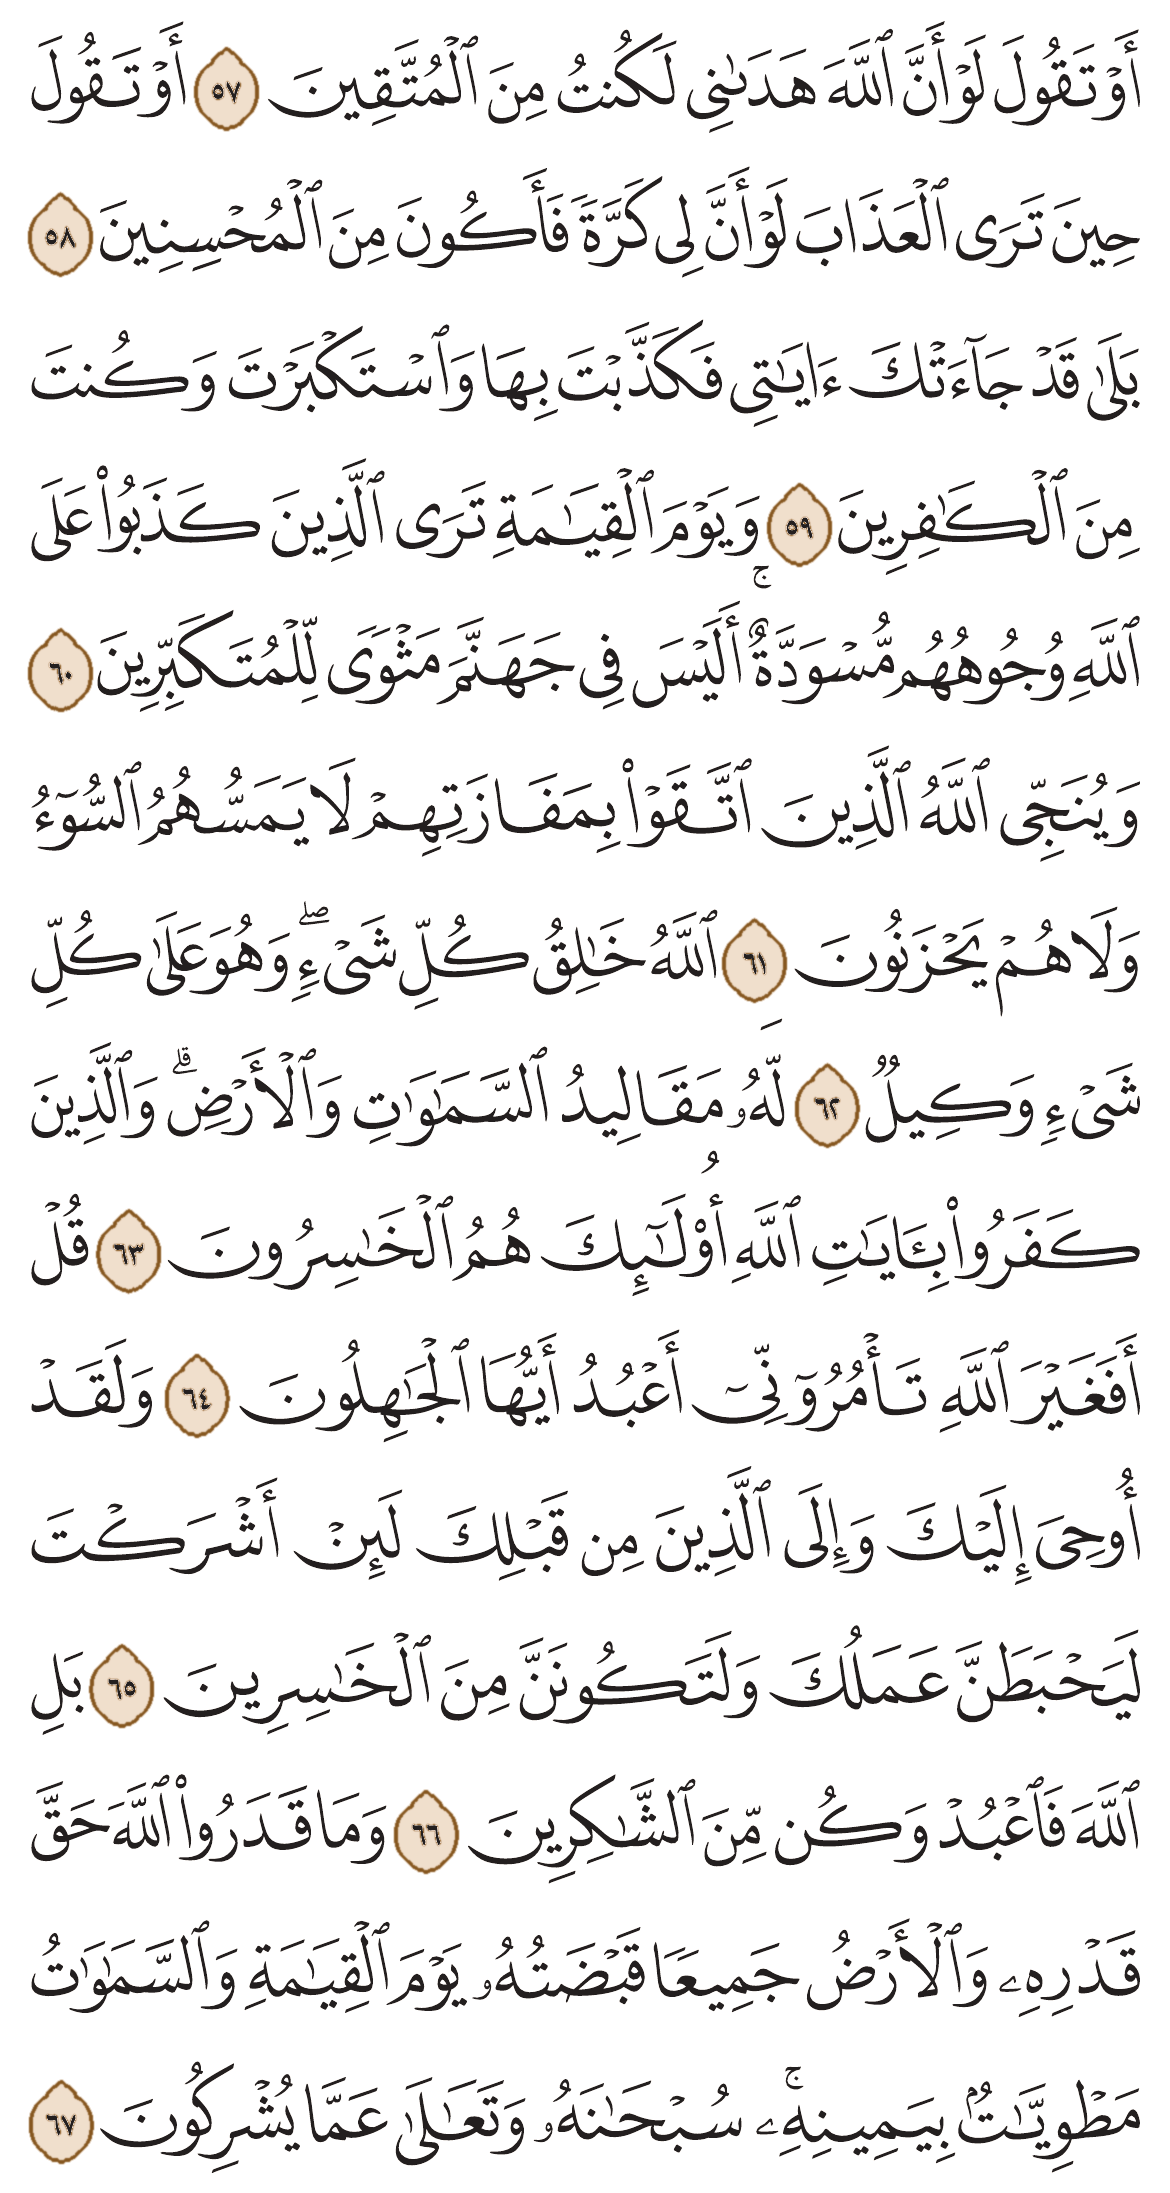 أَوۡ تَقُولَ لَوۡ أَنَّ ٱللَّهَ هَدَىٰنِي لَكُنتُ مِنَ ٱلۡمُتَّقِينَ ٥٧ أَوۡ تَقُولَ
حِينَ تَرَى ٱلۡعَذَابَ لَوۡ أَنَّ لِي كَرَّةٗ فَأَكُونَ مِنَ ٱلۡمُحۡسِنِينَ ٥٨
بَلَىٰ قَدۡ جَآءَتۡكَ ءَايَٰتِي فَكَذَّبۡتَ بِهَا وَٱسۡتَكۡبَرۡتَ وَكُنتَ
مِنَ ٱلۡكَٰفِرِينَ ٥٩ وَيَوۡمَ ٱلۡقِيَٰمَةِ تَرَى ٱلَّذِينَ كَذَبُواْ عَلَى
ٱللَّهِ وُجُوهُهُم مُّسۡوَدَّةٌۚ أَلَيۡسَ فِي جَهَنَّمَ مَثۡوٗى لِّلۡمُتَكَبِّرِينَ ٦٠
وَيُنَجِّي ٱللَّهُ ٱلَّذِينَ ٱتَّقَوۡاْ بِمَفَازَتِهِمۡ لَا يَمَسُّهُمُ ٱلسُّوٓءُ
وَلَا هُمۡ يَحۡزَنُونَ ٦١ ٱللَّهُ خَٰلِقُ كُلِّ شَيۡءٖۖ وَهُوَ عَلَىٰ كُلِّ
شَيۡءٖ وَكِيلٞ ٦٢ لَّهُۥ مَقَالِيدُ ٱلسَّمَٰوَٰتِ وَٱلۡأَرۡضِۗ وَٱلَّذِينَ
كَفَرُواْ بِـَٔايَٰتِ ٱللَّهِ أُوْلَٰٓئِكَ هُمُ ٱلۡخَٰسِرُونَ ٦٣ قُلۡ
أَفَغَيۡرَ ٱللَّهِ تَأۡمُرُوٓنِّيٓ أَعۡبُدُ أَيُّهَا ٱلۡجَٰهِلُونَ ٦٤ وَلَقَدۡ
أُوحِيَ إِلَيۡكَ وَإِلَى ٱلَّذِينَ مِن قَبۡلِكَ لَئِنۡ أَشۡرَكۡتَ
لَيَحۡبَطَنَّ عَمَلُكَ وَلَتَكُونَنَّ مِنَ ٱلۡخَٰسِرِينَ ٦٥ بَلِ
ٱللَّهَ فَٱعۡبُدۡ وَكُن مِّنَ ٱلشَّٰكِرِينَ ٦٦ وَمَا قَدَرُواْ ٱللَّهَ حَقَّ
قَدۡرِهِۦ وَٱلۡأَرۡضُ جَمِيعٗا قَبۡضَتُهُۥ يَوۡمَ ٱلۡقِيَٰمَةِ وَٱلسَّمَٰوَٰتُ
مَطۡوِيَّٰتُۢ بِيَمِينِهِۦۚ سُبۡحَٰنَهُۥ وَتَعَٰلَىٰ عَمَّا يُشۡرِكُونَ ٦٧